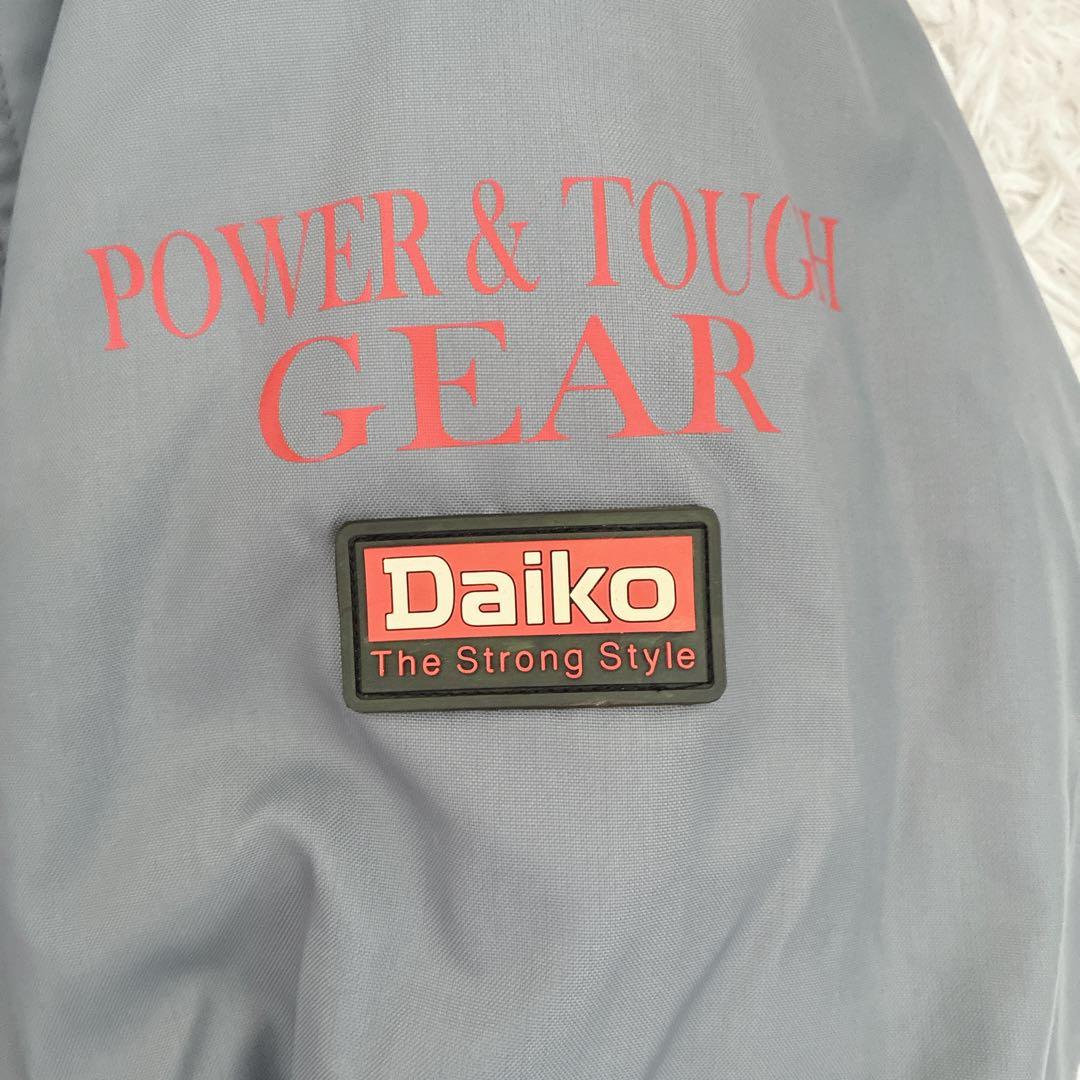 POWER & TOUGH
GEAR
Daiko
The Strong Style